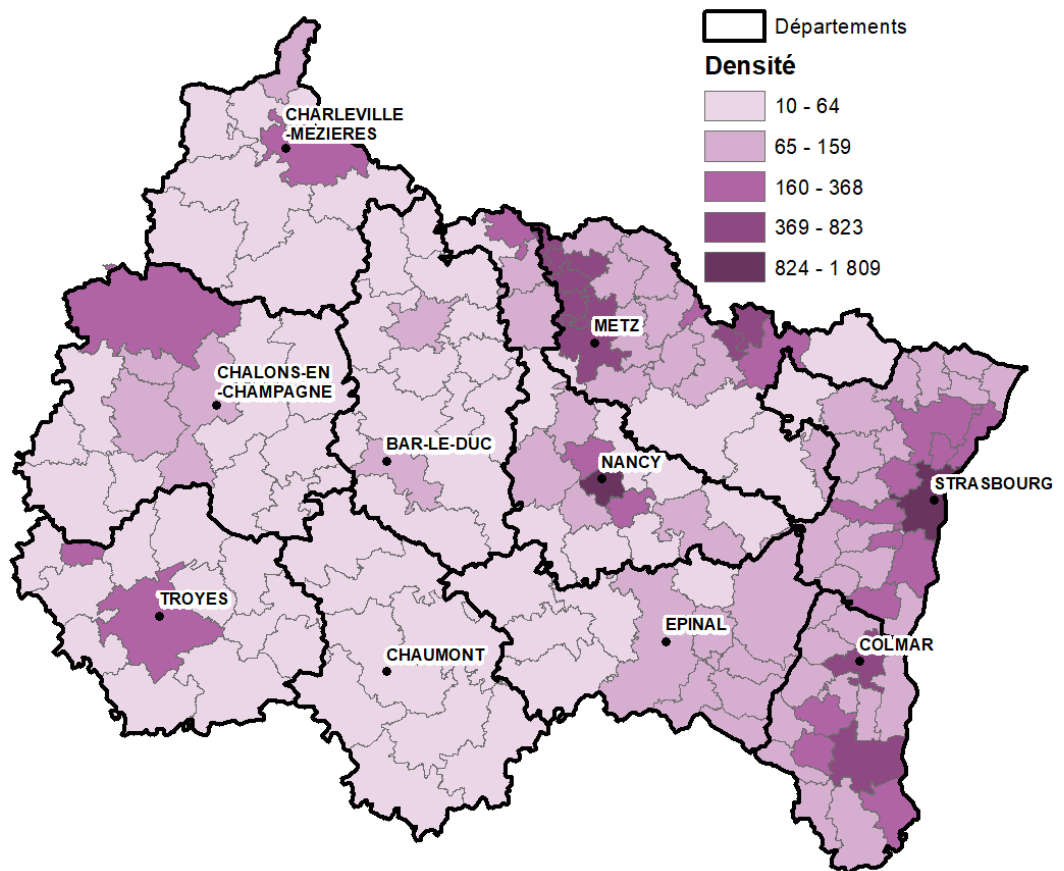 Départements
Densité
10 - 64
65 - 159
160 - 368
369 - 823
824 - 1 809
CHARLEVILLE
-MEZIERES
METZ
CHALONS-EN
-CHAMPAGNE
BAR-LE-DUC
NANCY
STRASBOURG
TROYES
EPINAL
CHAUMONT
COLMAR